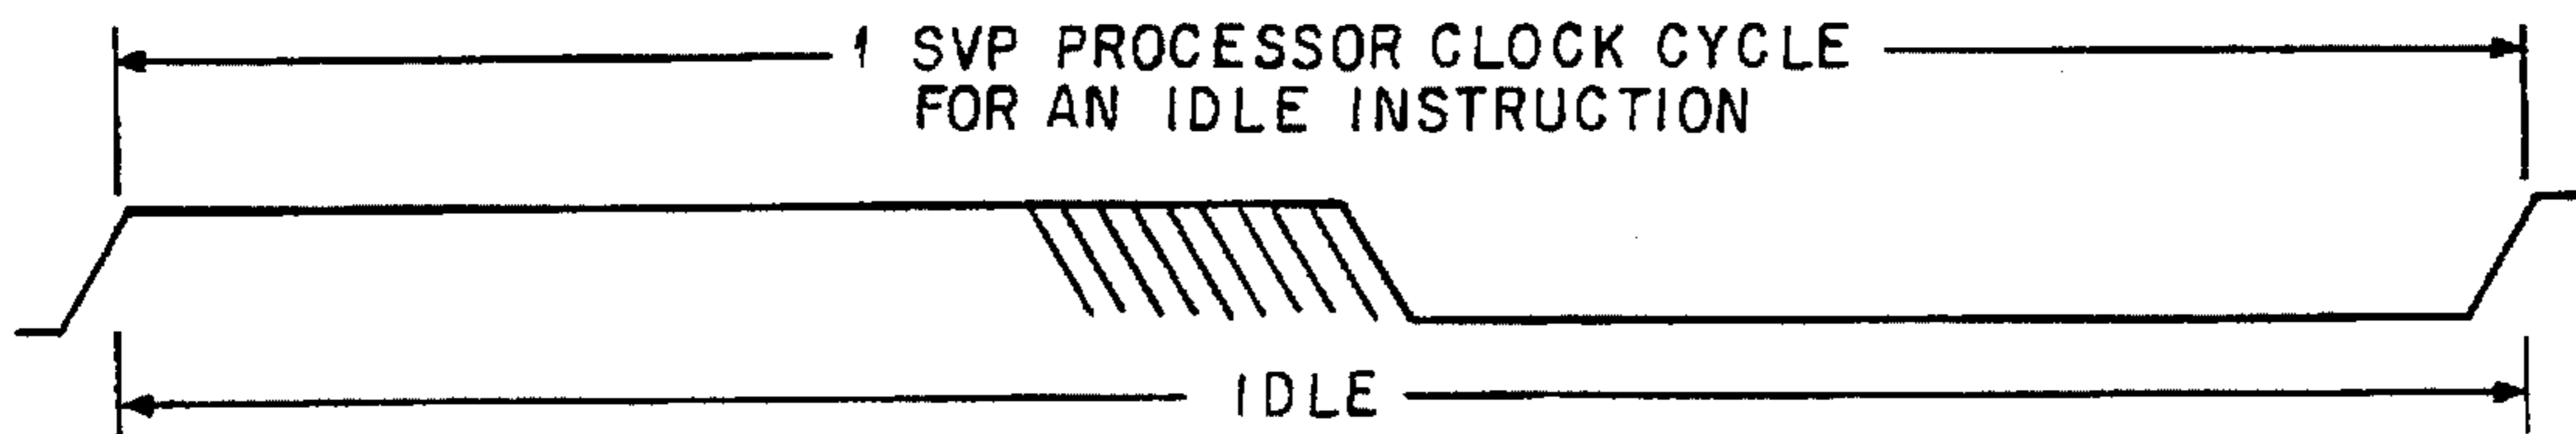 1 SVP PROCESSOR CLOCK CYCLE
FOR AN IDLE INSTRUCTION
IDLE